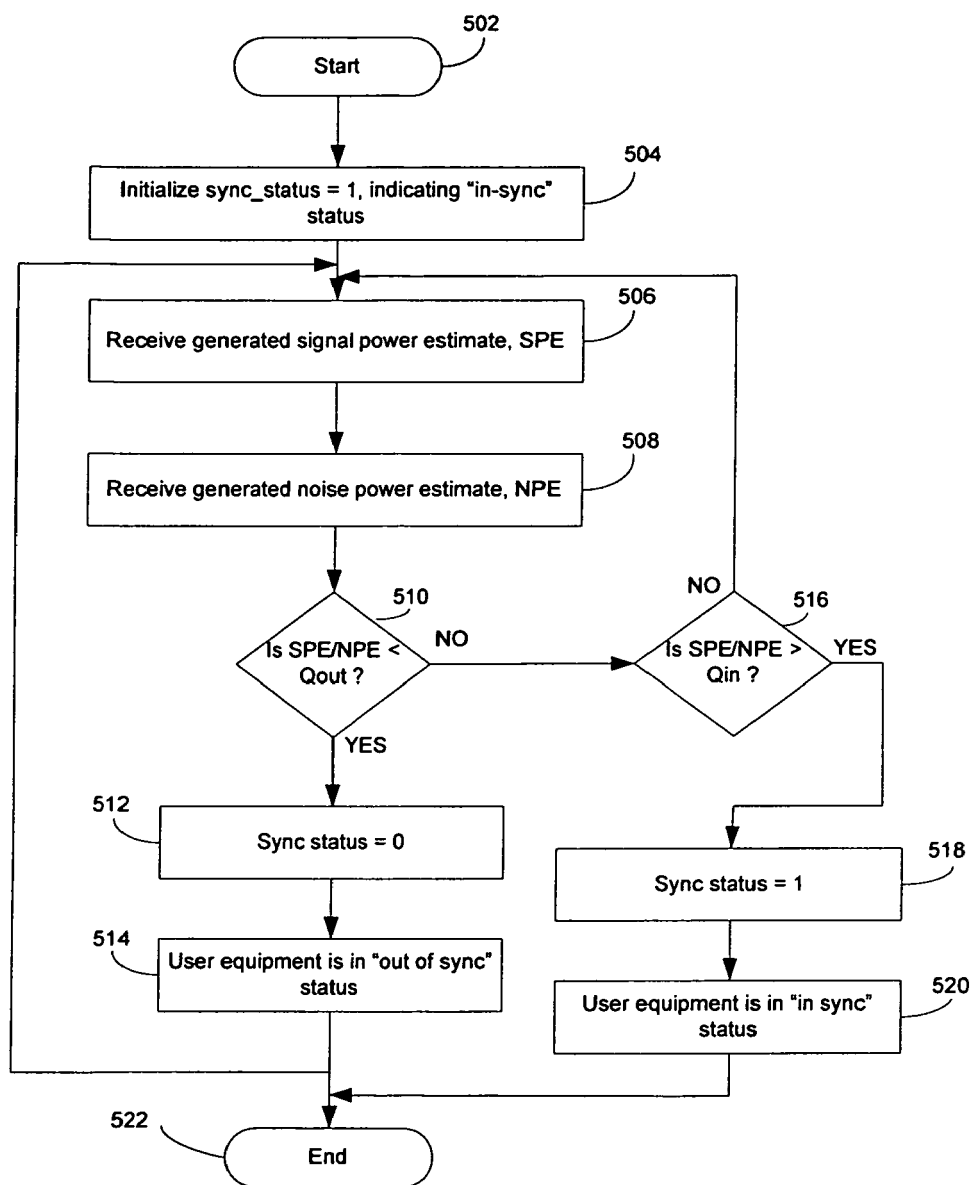 502
Start
504
Initialize sync_status = 1, indicating “in-sync”
status
506
Receive generated signal power estimate, SPE
508
Receive generated noise power estimate, NPE
510
Is SPE/NPE <
Qout ?
NO
YES
516
Is SPE/NPE >
Qin ?
NO
YES
512
Sync status = 0
518
Sync status = 1
514
User equipment is in “out of sync”
status
520
User equipment is in “in sync”
status
522
End